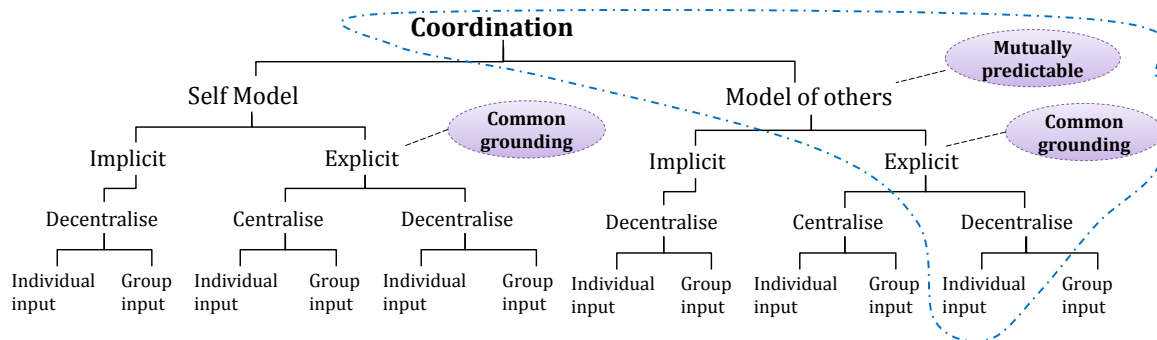 Coordination
Mutually
predictable
Self Model
Model of others
Common
grounding
Common
grounding
Implicit
Explicit
Implicit
Explicit
Decentralise
Centralise
Decentralise
Decentralise
Centralise
Decentralise
Individual
input
Group
input
Individual
input
Group
input
Individual
input
Group
input
Individual
input
Group
input
Individual
input
Group
input
Individual
input
Group
input